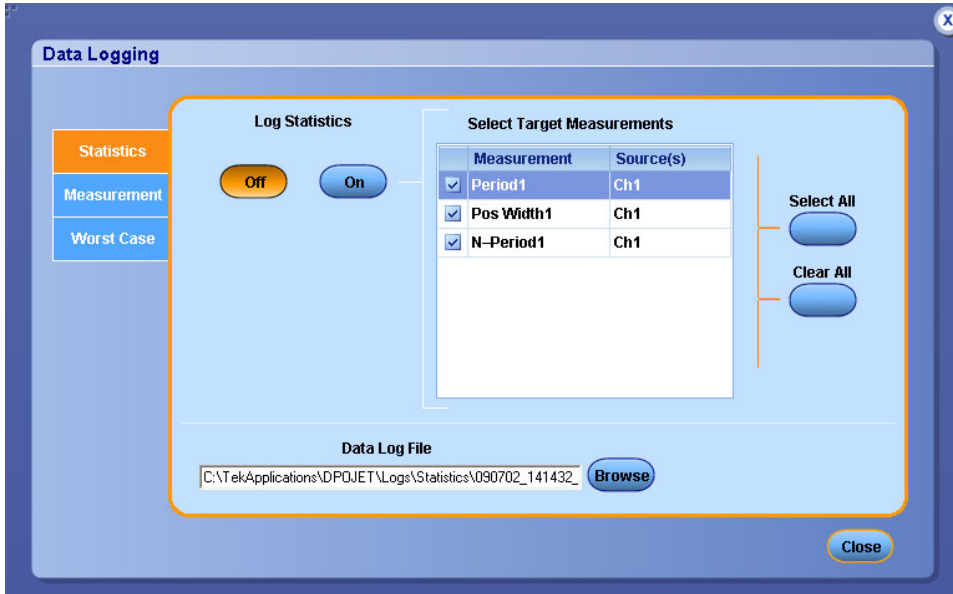 X
Data Logging
Statistics
Measurement
Worst Case
Log Statistics
Off
On
Select Target Measurements
Measurement Source(s)
Period1 Ch1
Pos Width1 Ch1
N–Period1 Ch1
Select All
Clear All
Data Log File
C:\TekApplications\DPOJET\Logs\Statistics\090702_141432_
Browse
Close